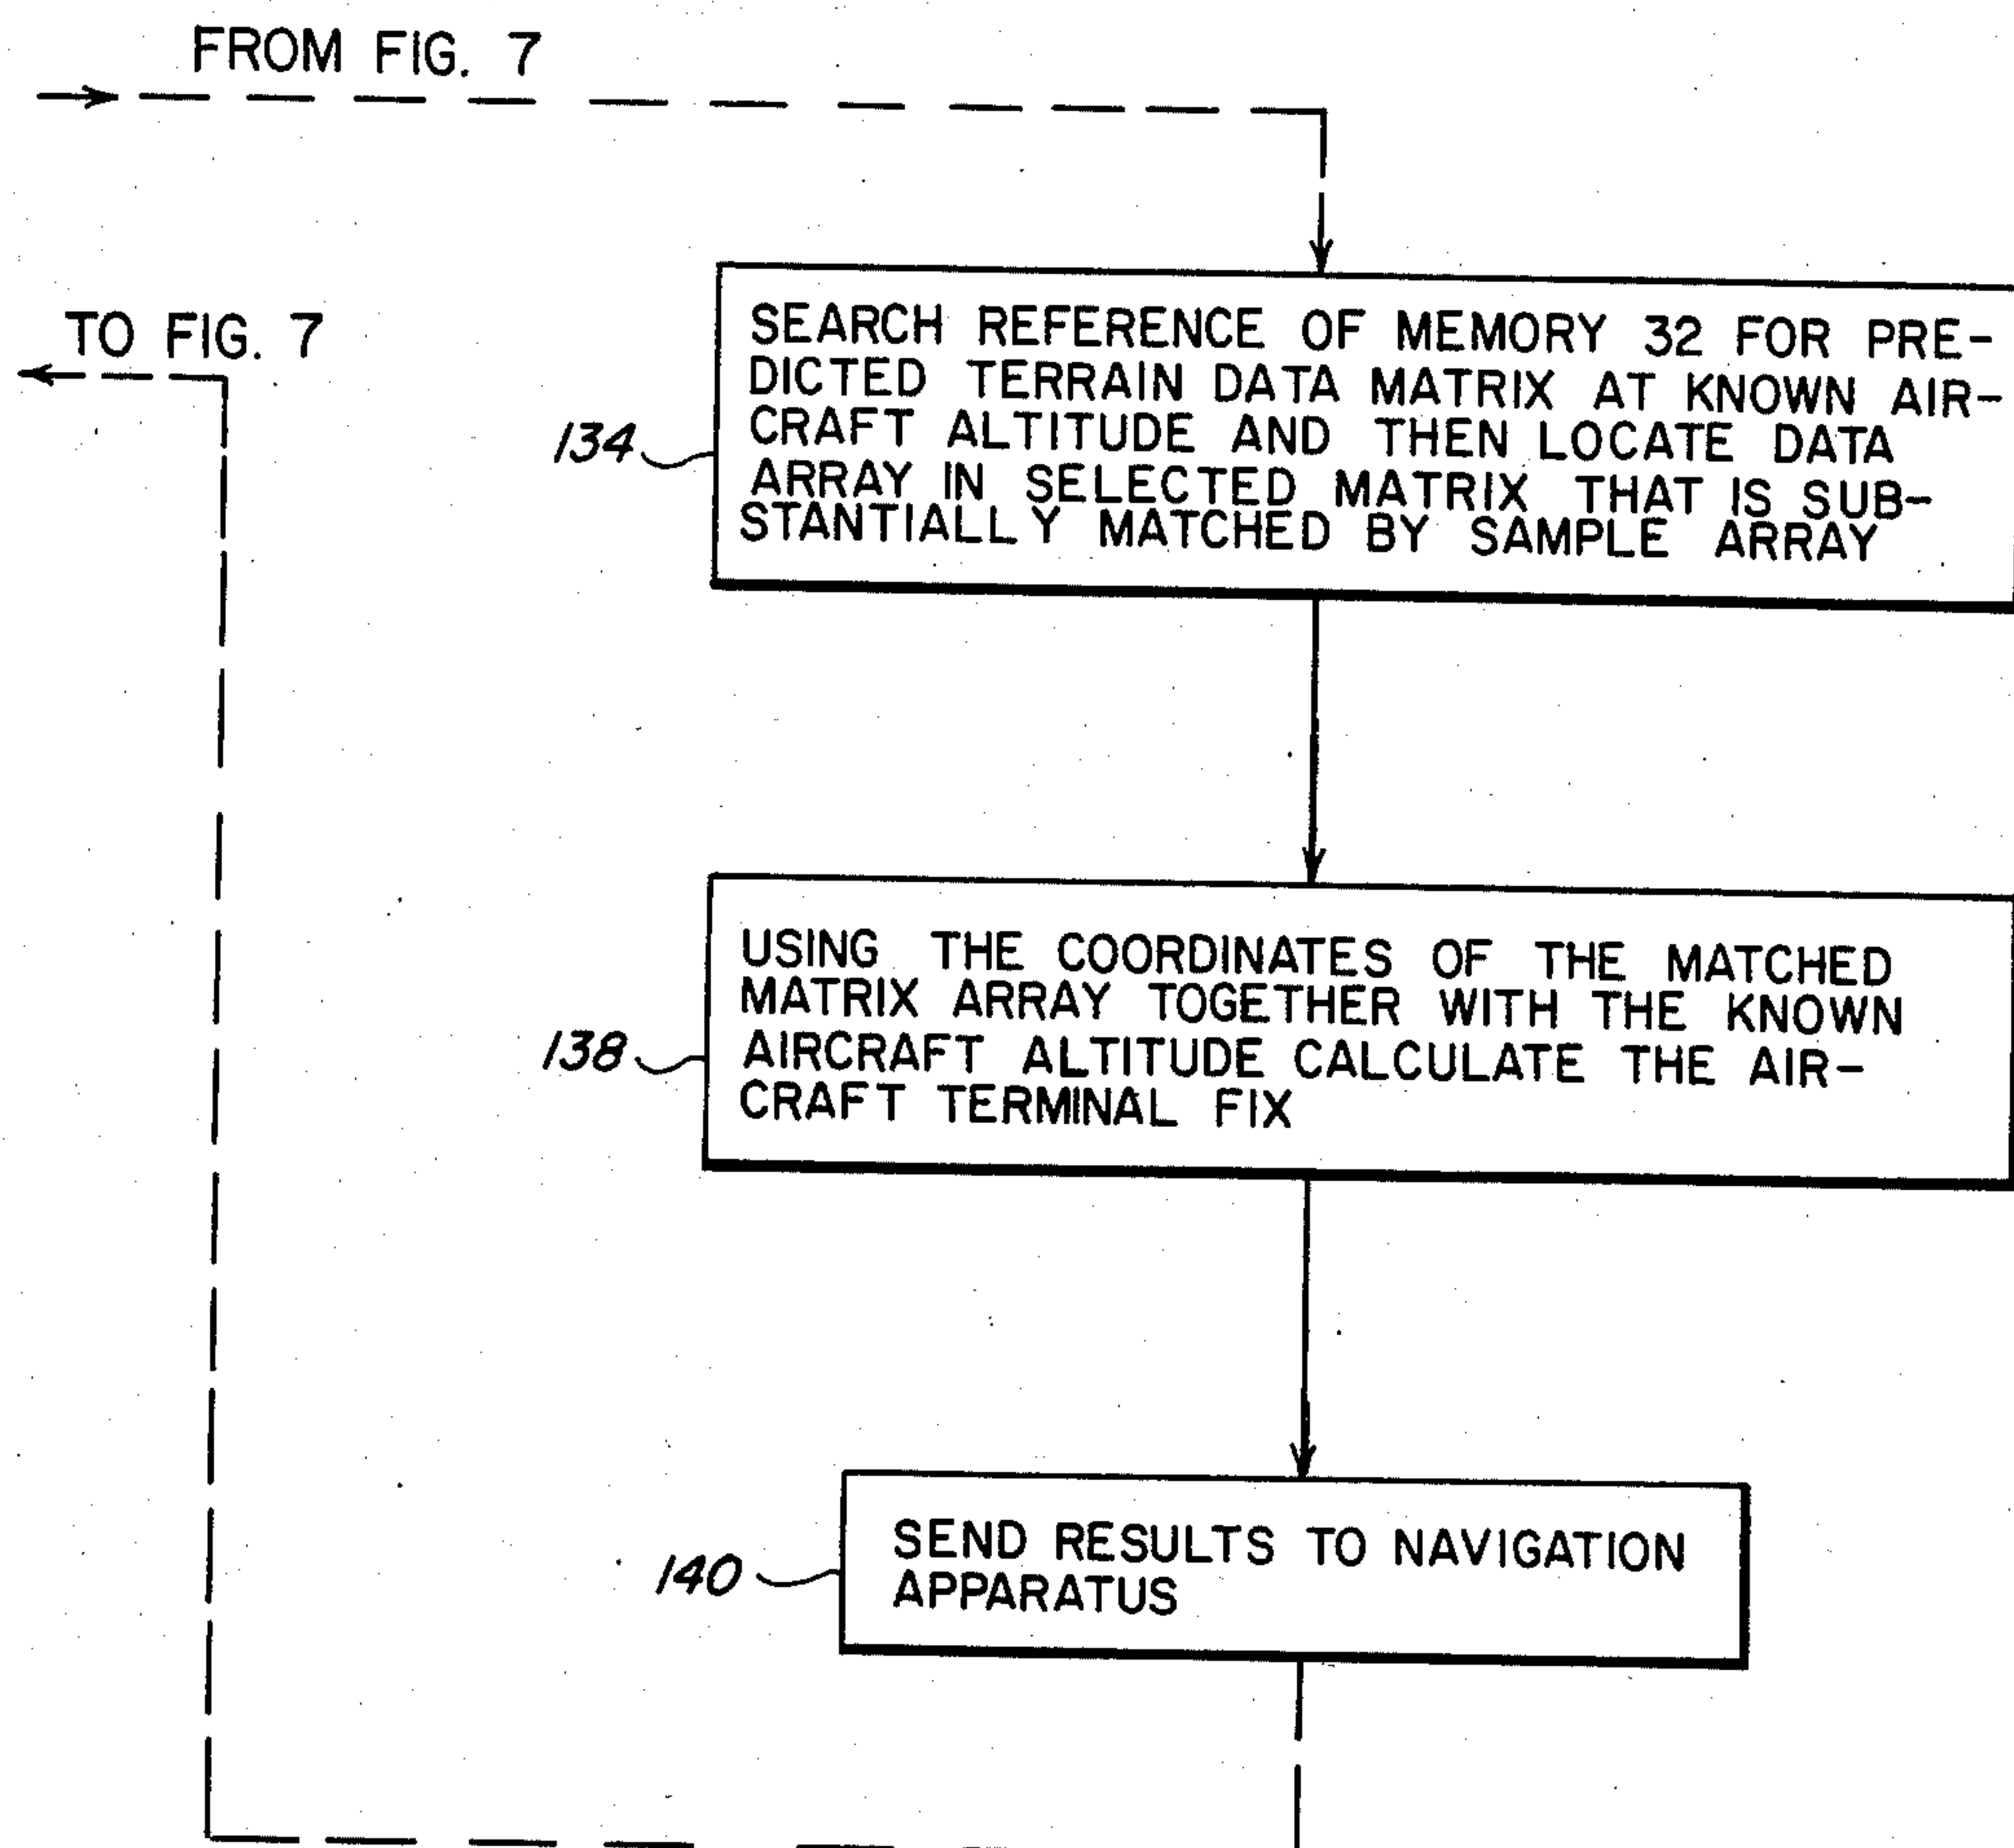 FROM FIG. 7
TO FIG. 7
134
SEARCH REFERENCE OF MEMORY 32 FOR PRE-
DICTED TERRAIN DATA MATRIX AT KNOWN AIR-
CRAFT ALTITUDE AND THEN LOCATE DATA
ARRAY IN SELECTED MATRIX THAT IS SUB-
STANTIALLY MATCHED BY SAMPLE ARRAY
138
USING THE COORDINATES OF THE MATCHED
MATRIX ARRAY TOGETHER WITH THE KNOWN
AIRCRAFT ALTITUDE CALCULATE THE AIR-
CRAFT TERMINAL FIX
140
SEND RESULTS TO NAVIGATION
APPARATUS